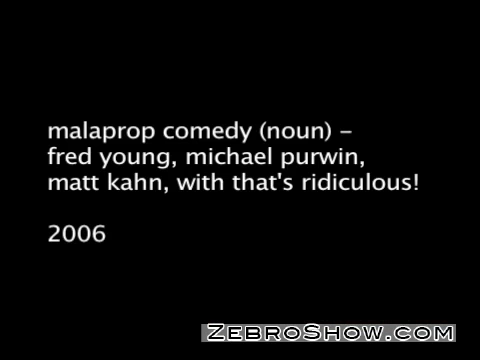 malaprop comedy (noun) –
fred young, michael purwin,
matt kahn, with that's ridiculous!
2006
ZebroShow.com